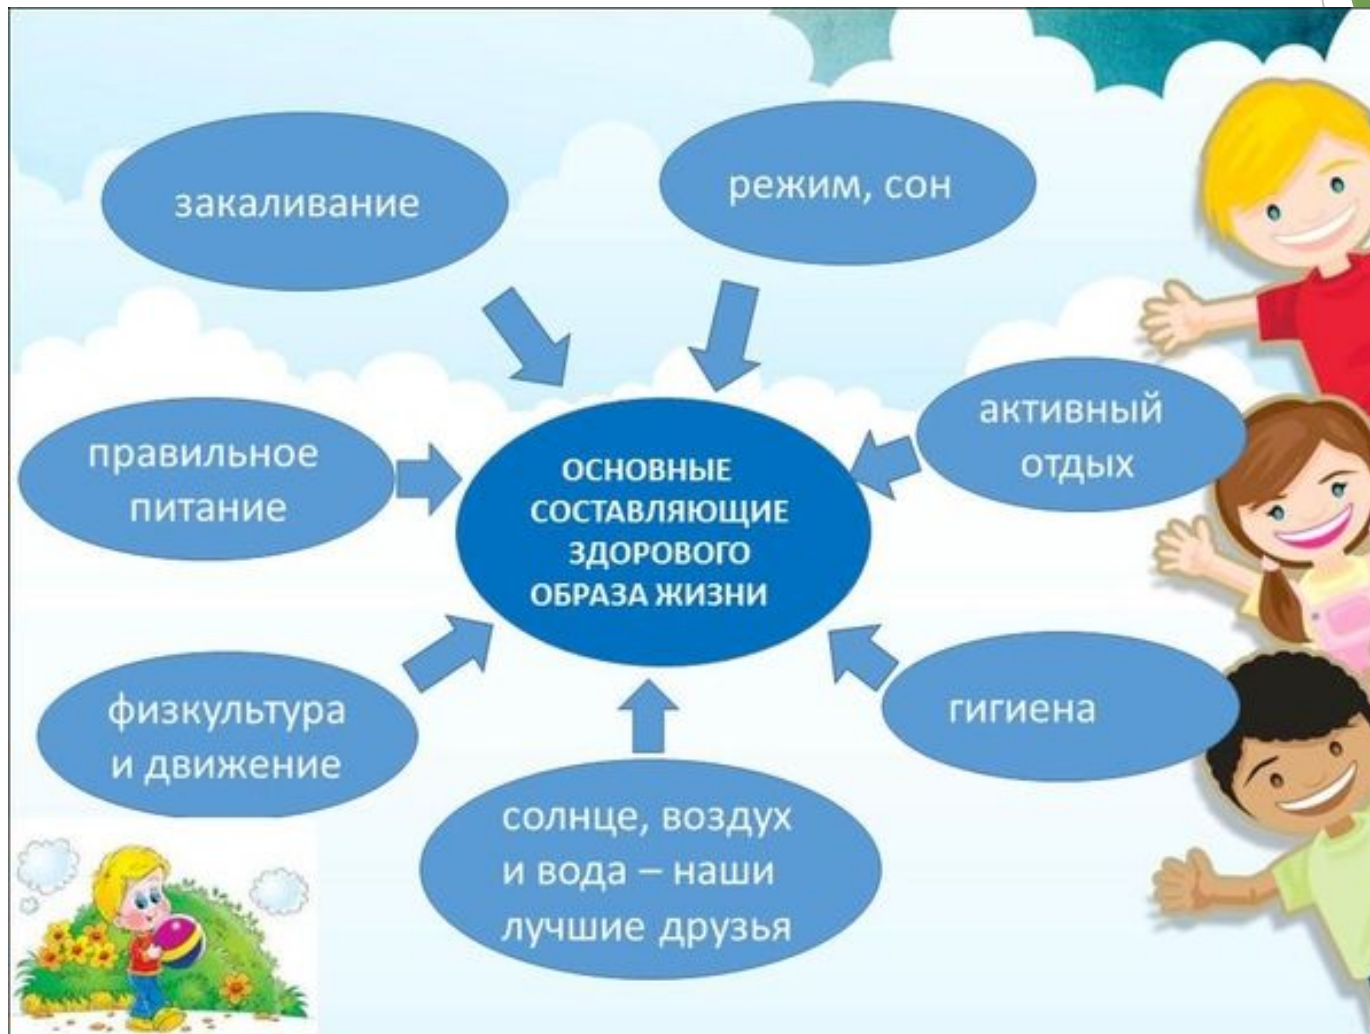 закаливание
режим, сон
правильное
питание
ОСНОВНЫЕ
СОСТАВЛЯЮЩИЕ
ЗДОРОВОГО
ОБРАЗА ЖИЗНИ
активный
отдых
физкультура
и движение
гигиена
солнце, воздух
и вода – наши
лучшие друзья